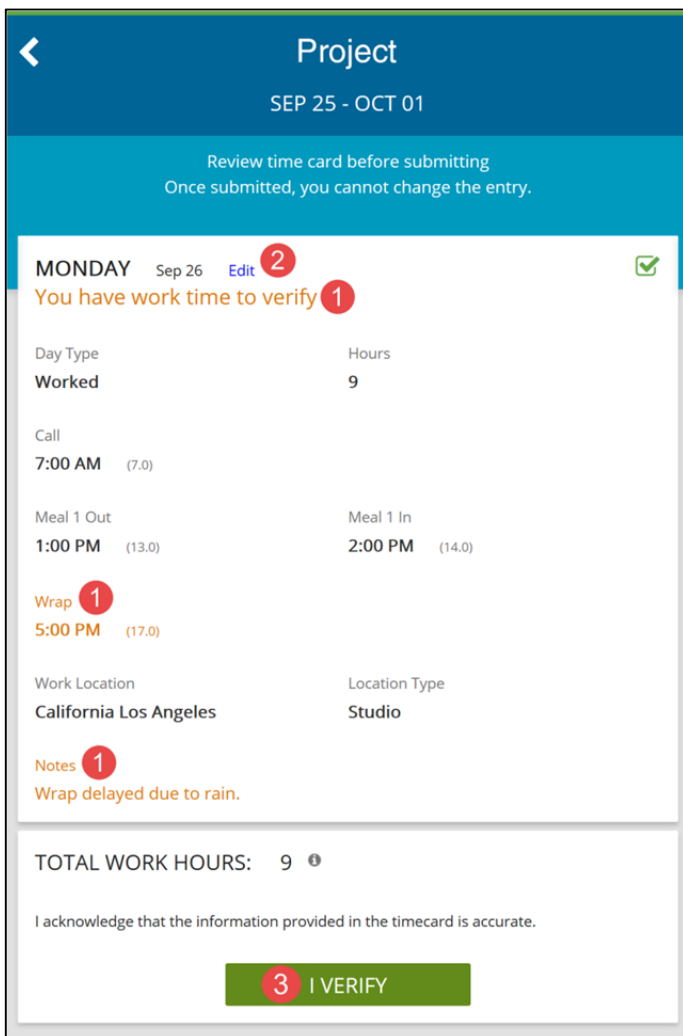 Project
SEP 25 - OCT 01
Review time card before submitting
Once submitted, you cannot change the entry.
MONDAY Sep 26 Edit 2
You have work time to verify 1
Day Type Hours
Worked 9
Call
7:00 AM (7.0)
Meal 1 Out Meal 1 In
1:00 PM (13.0) 2:00 PM (14.0)
Wrap 1
5:00 PM (17.0)
Work Location Location Type
California Los Angeles Studio
Notes 1
Wrap delayed due to rain.
TOTAL WORK HOURS: 9
I acknowledge that the information provided in the timecard is accurate.
3 I VERIFY